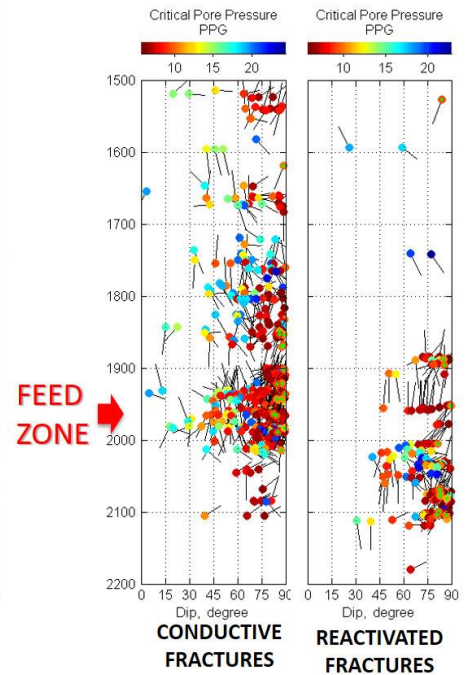 Critical Pore Pressure
PPG
10 15 20
Critical Pore Pressure
PPG
10 15 20
1500
1600
1700
1800
1900
2000
2100
2200
FEED
ZONE
0 15 30 45 60 75 90
Dip, degree
0 15 30 45 60 75 90
Dip, degree
CONDUCTIVE
FRACTURES
REACTIVATED
FRACTURES